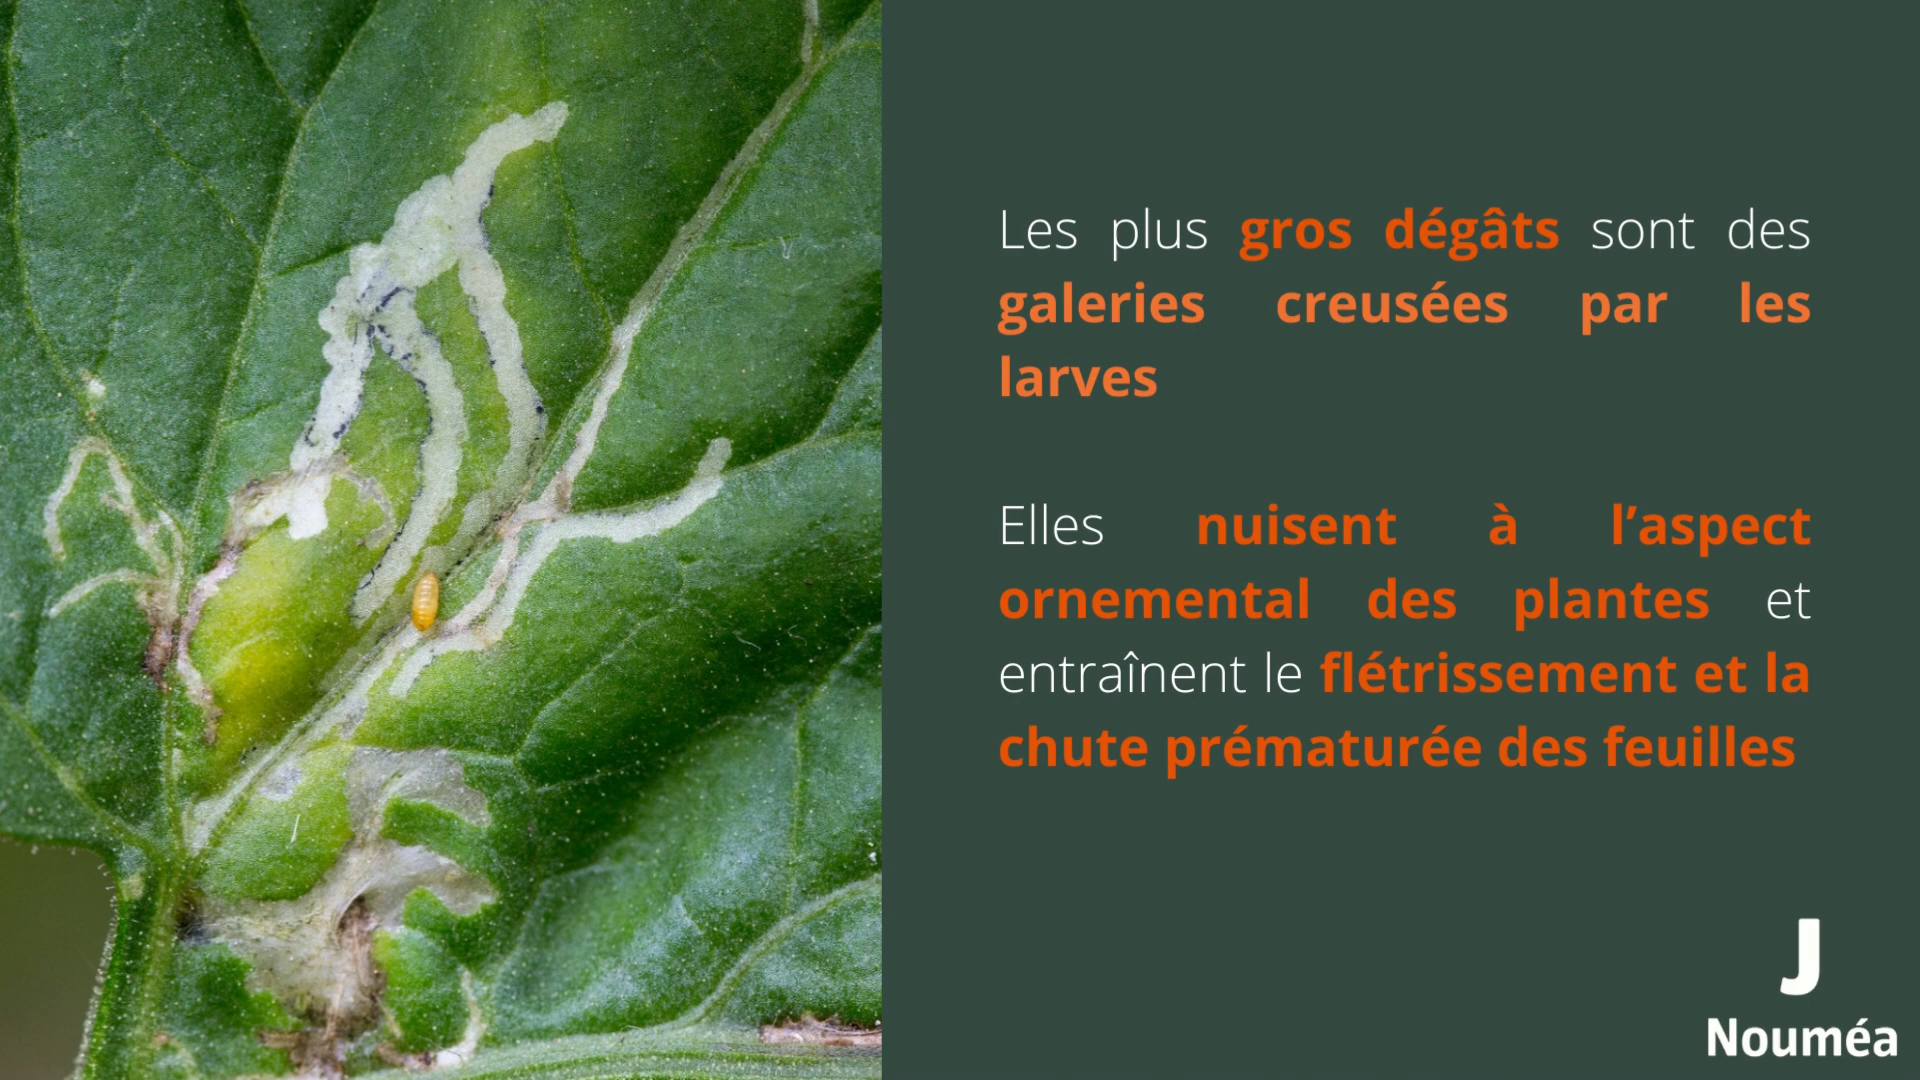 Les plus gros dégâts sont des
galeries creusées par les
larves
Elles nuisent à l’aspect
ornemental des plantes et
entraînent le flétrissement et la
chute prématurée des feuilles
J
Nouméa